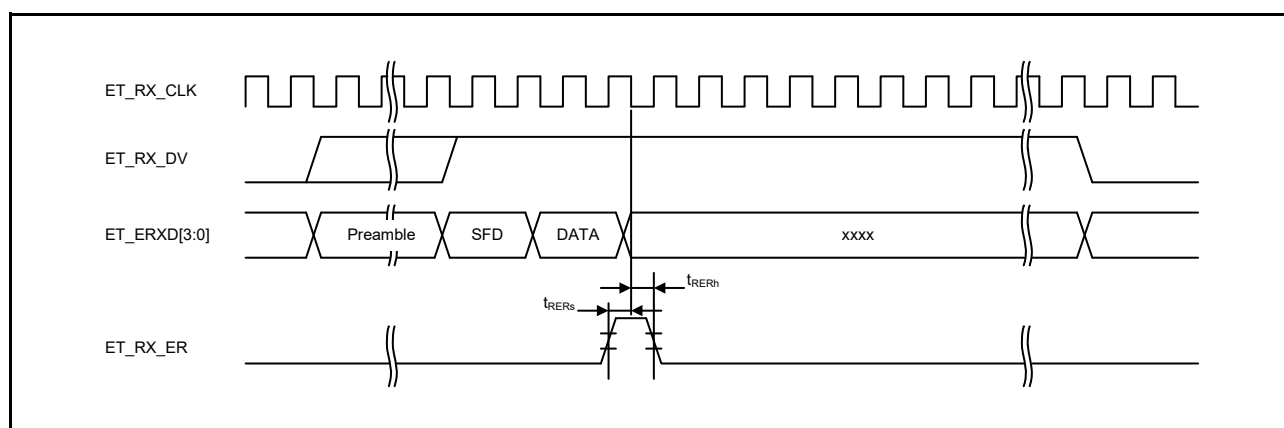 ET_RX_CLK
ET_RX_DV
ET_ERXD[3:0]
Preamble
SFD
DATA
xxxx
tRERh
tRERs
ET_RX_ER